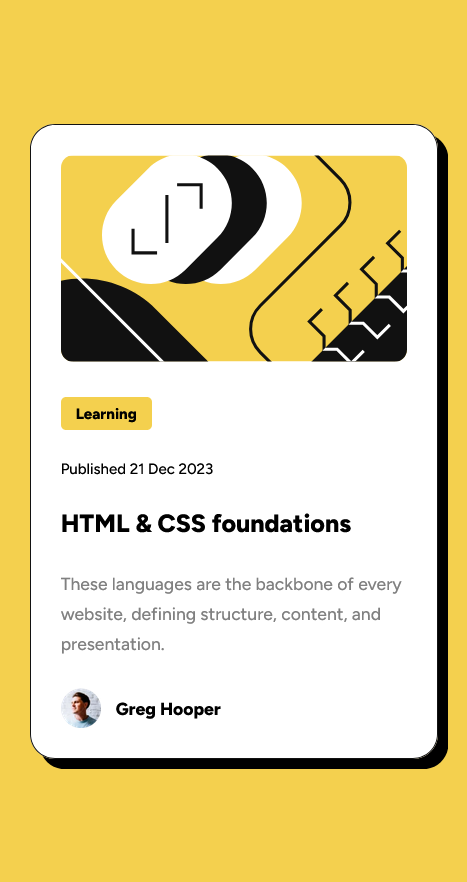 Learning
Published 21 Dec 2023
HTML & CSS foundations
These languages are the backbone of every
website, defining structure, content, and
presentation.
Greg Hooper